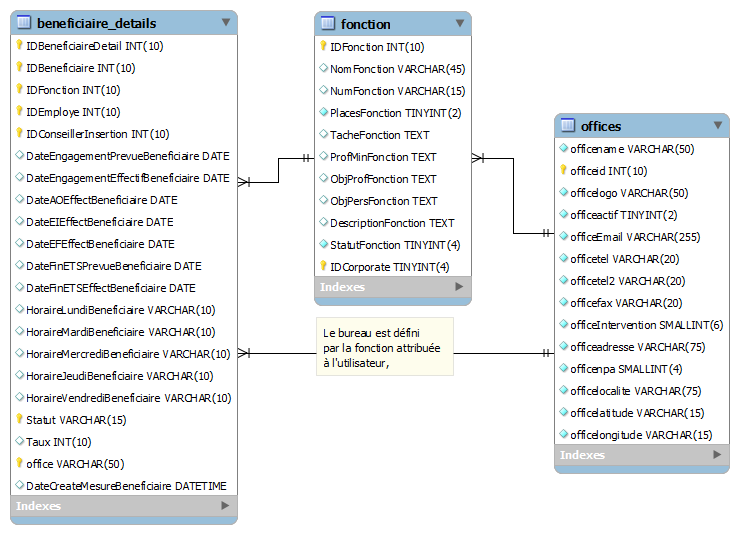 beneficiaire_details
IDBeneficiaireDetail INT(10)
IDBeneficiaire INT(10)
IDFonction INT(10)
IDEmploye INT(10)
IDConseillerInsertion INT(10)
DateEngagementPrevueBeneficiaire DATE
DateEngagementEffectifBeneficiaire DATE
DateAOEffectBeneficiaire DATE
DateEIEffectBeneficiaire DATE
DateEFEffectBeneficiaire DATE
DateFinETSPrevueBeneficiaire DATE
DateFinETSEffectBeneficiaire DATE
HoraireLundiBeneficiaire VARCHAR(10)
HoraireMardiBeneficiaire VARCHAR(10)
HoraireMercrediBeneficiaire VARCHAR(10)
HoraireJeudiBeneficiaire VARCHAR(10)
HoraireVendrediBeneficiaire VARCHAR(10)
Statut VARCHAR(15)
Taux INT(10)
office VARCHAR(50)
DateCreateMesureBeneficiaire DATETIME
Indexes
fonction
IDFonction INT(10)
NomFonction VARCHAR(45)
NumFonction VARCHAR(15)
PlacesFonction TINYINT(2)
TacheFonction TEXT
ProfMinFonction TEXT
ObjProfFonction TEXT
ObjPersFonction TEXT
DescriptionFonction TEXT
StatutFonction TINYINT(4)
IDCorporate TINYINT(4)
Indexes
Le bureau est défini
par la fonction attribuée
à l'utilisateur,
offices
officename VARCHAR(50)
officeid INT(10)
officelogo VARCHAR(50)
officeactif TINYINT(2)
officeEmail VARCHAR(255)
officetel VARCHAR(20)
officetel2 VARCHAR(20)
officefax VARCHAR(20)
officeIntervention SMALLINT(6)
officeadresse VARCHAR(75)
officenpa SMALLINT(4)
officelocalite VARCHAR(75)
officelatitude VARCHAR(15)
officelongitude VARCHAR(15)
Indexes